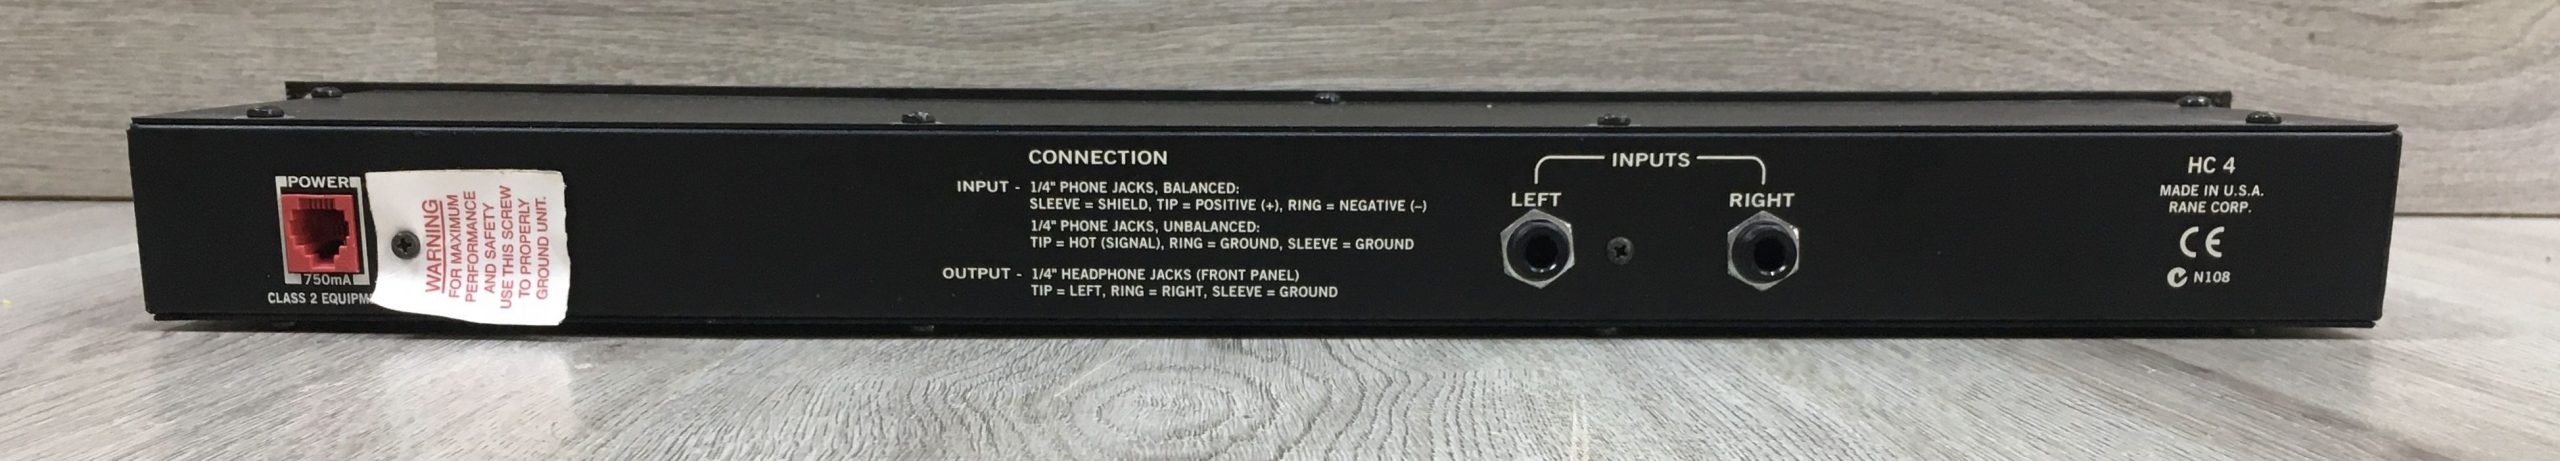 POWER
750mA
CLASS 2
WARNING
FOR MAXIMUM
PERFORMANCE
AND SAFETY
USE THIS SCREW
TO PROPERLY
GROUND UNIT.
CONNECTION
INPUT - 1/4" PHONE JACKS, BALANCED:
SLEEVE = SHIELD, TIP = POSITIVE (+), RING = NEGATIVE (–)
1/4" PHONE JACKS, UNBALANCED:
TIP = HOT (SIGNAL), RING = GROUND, SLEEVE = GROUND
OUTPUT - 1/4" HEADPHONE JACKS (FRONT PANEL)
TIP = LEFT, RING = RIGHT, SLEEVE = GROUND
INPUTS
LEFT RIGHT
HC 4
MADE IN U.S.A.
RANE CORP.
CE
N108